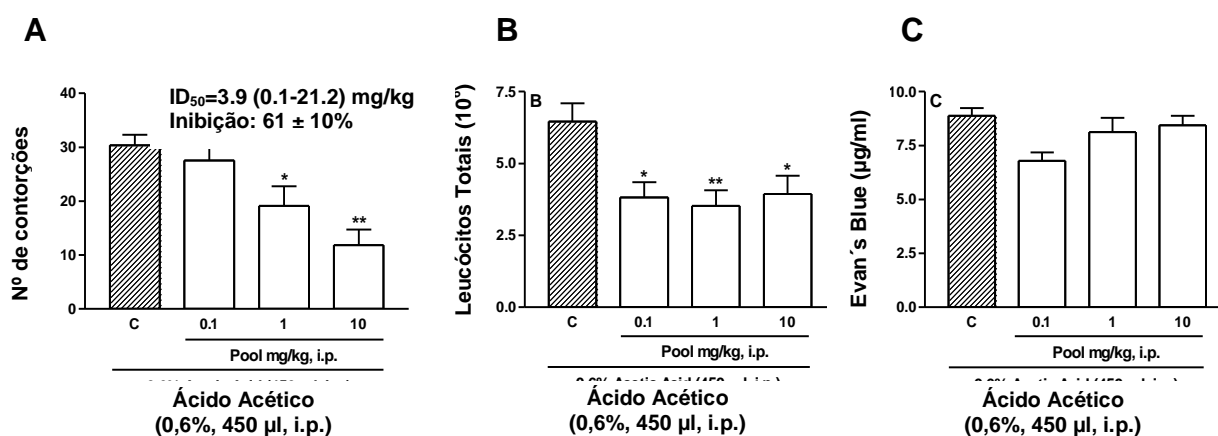 A
ID50=3.9 (0.1-21.2) mg/kg
Inibição: 61 ± 10%
Nº de contorções
40
30
20
10
0
*
**
C 0.1 1 10
Pool mg/kg, i.p.
Ácido Acético
(0,6%, 450 µl, i.p.)
B
B
Leucócitos Totais (10⁶)
7.5
5.0
2.5
0.0
*
**
*
C 0.1 1 10
Pool mg/kg, i.p.
Ácido Acético
(0,6%, 450 µl, i.p.)
C
C
Evan´s Blue (µg/ml)
10.0
7.5
5.0
2.5
0.0
C 0.1 1 10
Pool mg/kg, i.p.
Ácido Acético
(0,6%, 450 µl, i.p.)